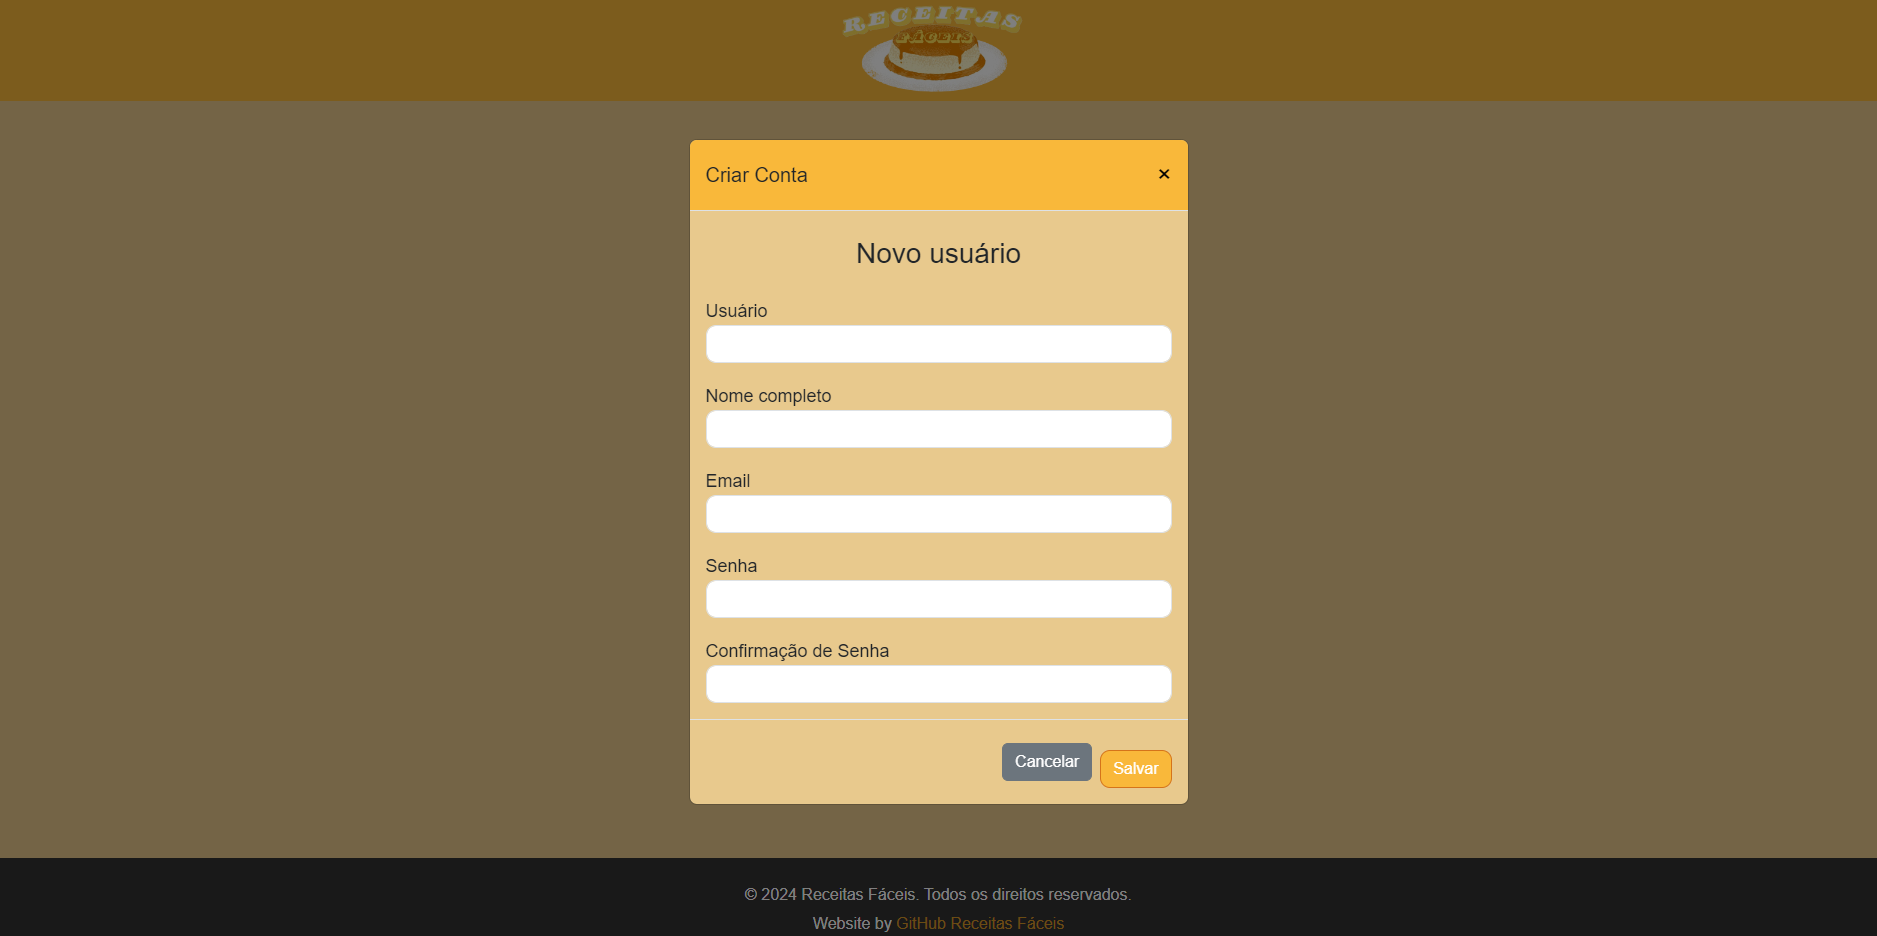 RECEITAS
FÁCEIS
Criar Conta
×
Novo usuário
Usuário
Nome completo
Email
Senha
Confirmação de Senha
Cancelar
Salvar
© 2024 Receitas Fáceis. Todos os direitos reservados.
Website by GitHub Receitas Fáceis